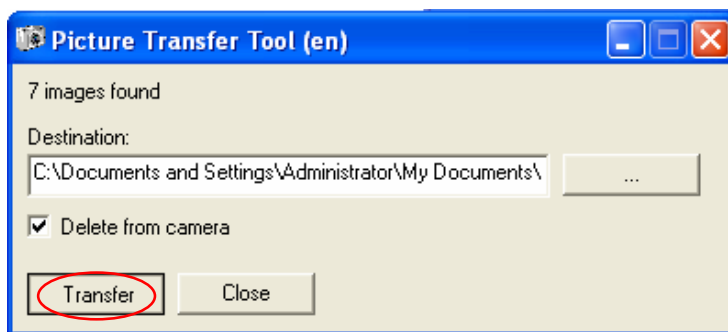 Picture Transfer Tool (en)
7 images found
Destination:
C:\Documents and Settings\Administrator\My Documents\
...
Delete from camera
Transfer
Close